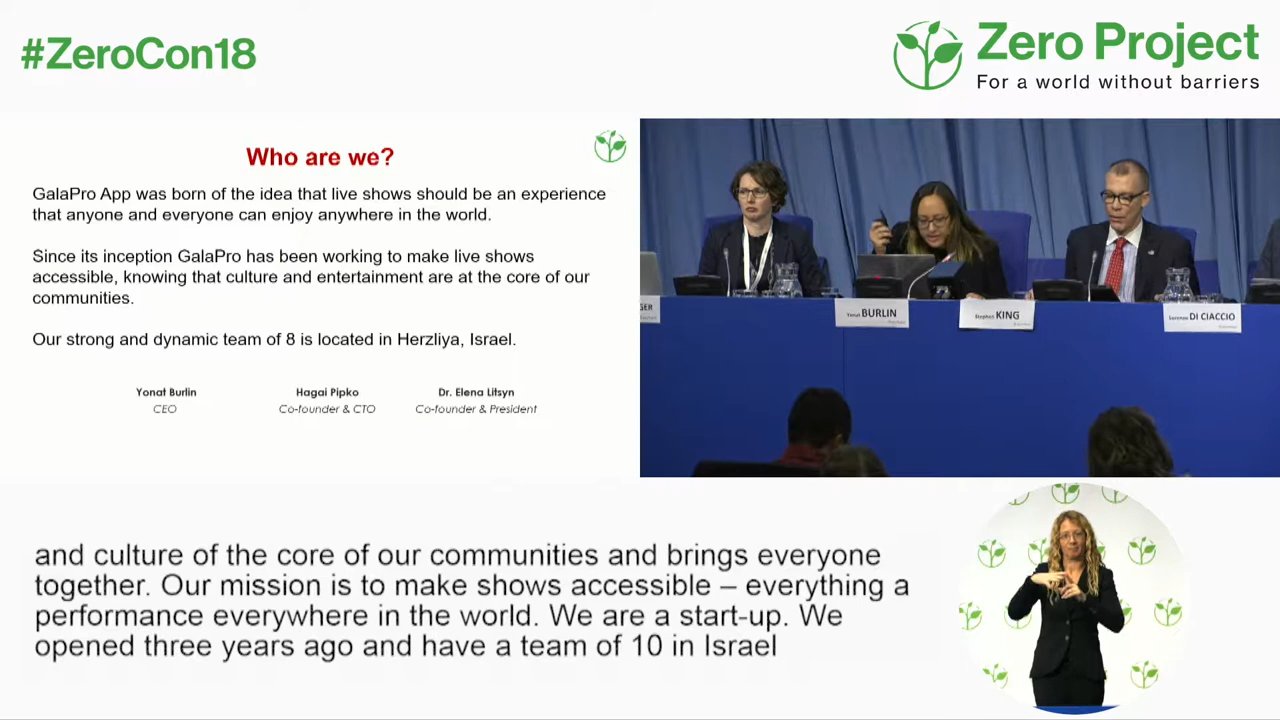 #ZeroCon18
Zero Project
For a world without barriers
Who are we?
GalaPro App was born of the idea that live shows should be an experience
that anyone and everyone can enjoy anywhere in the world.
Since its inception GalaPro has been working to make live shows
accessible, knowing that culture and entertainment are at the core of our
communities.
Our strong and dynamic team of 8 is located in Herzliya, Israel.
Yonat Burlin
CEO
Hagai Pipko
Co-founder & CTO
Dr. Elena Litsyn
Co-founder & President
GER
Yonat BURLIN
Stephen KING
Lorenzo DI CIACCIO
and culture of the core of our communities and brings everyone
together. Our mission is to make shows accessible – everything a
performance everywhere in the world. We are a start-up. We
opened three years ago and have a team of 10 in Israel